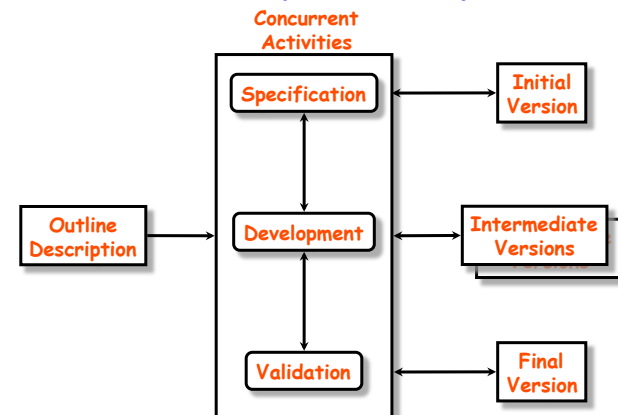 Concurrent
Activities
Specification
Initial
Version
Outline
Description
Development
Intermediate
Versions
Validation
Final
Version